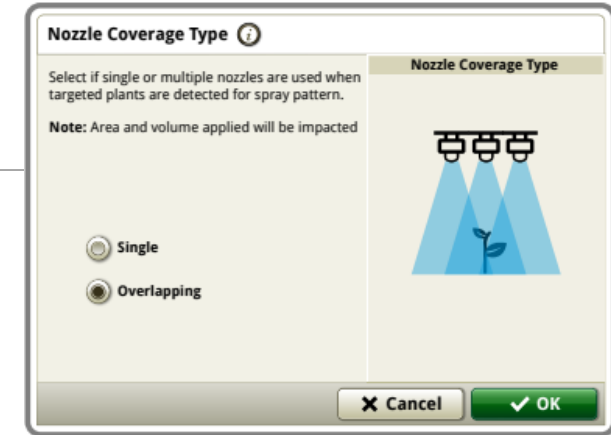 Nozzle Coverage Type
Nozzle Coverage Type
Select if single or multiple nozzles are used when
targeted plants are detected for spray pattern.
Note: Area and volume applied will be impacted
Single
Overlapping
Cancel
OK